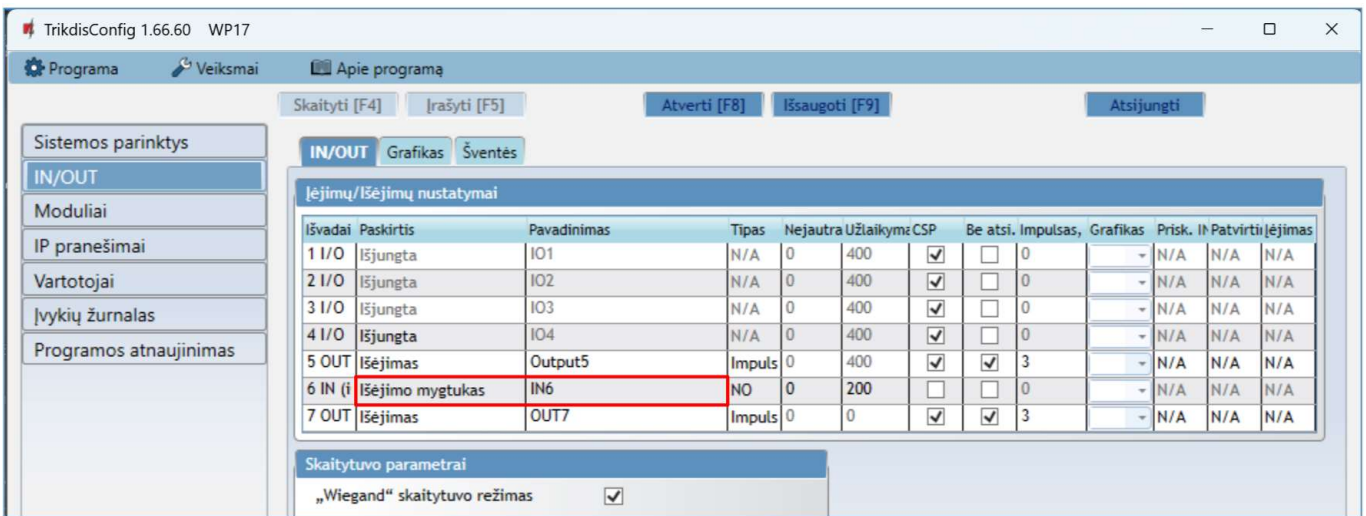 TrikdisConfig 1.66.60 WP17
Programa Veiksmai Apie programą
Skaityti [F4] Įrašyti [F5] Atverti [F8] Išsaugoti [F9] Atsijungti
Sistemos parinktys
IN/OUT
Moduliai
IP pranešimai
Vartotojai
Įvykių žurnalas
Programos atnaujinimas
IN/OUT Grafikas Šventės
Įėjimų/Išėjimų nustatymai
Išvadai Paskirtis Pavadinimas Tipas Nejautra Užlaikyma CSP Be atsi. Impulsas, Grafikas Prisk. IN Patvirti Įėjimas
1 I/O Išjungta IO1 N/A 0 400 0 N/A N/A N/A
2 I/O Išjungta IO2 N/A 0 400 0 N/A N/A N/A
3 I/O Išjungta IO3 N/A 0 400 0 N/A N/A N/A
4 I/O Išjungta IO4 N/A 0 400 0 N/A N/A N/A
5 OUT Išėjimas Output5 Impuls 0 400 3 N/A N/A N/A
6 IN (i Išėjimo mygtukas IN6 NO 0 200 0 N/A N/A N/A
7 OUT Išėjimas OUT7 Impuls 0 0 3 N/A N/A N/A
Skaitytuvo parametrai
„Wiegand“ skaitytuvo režimas